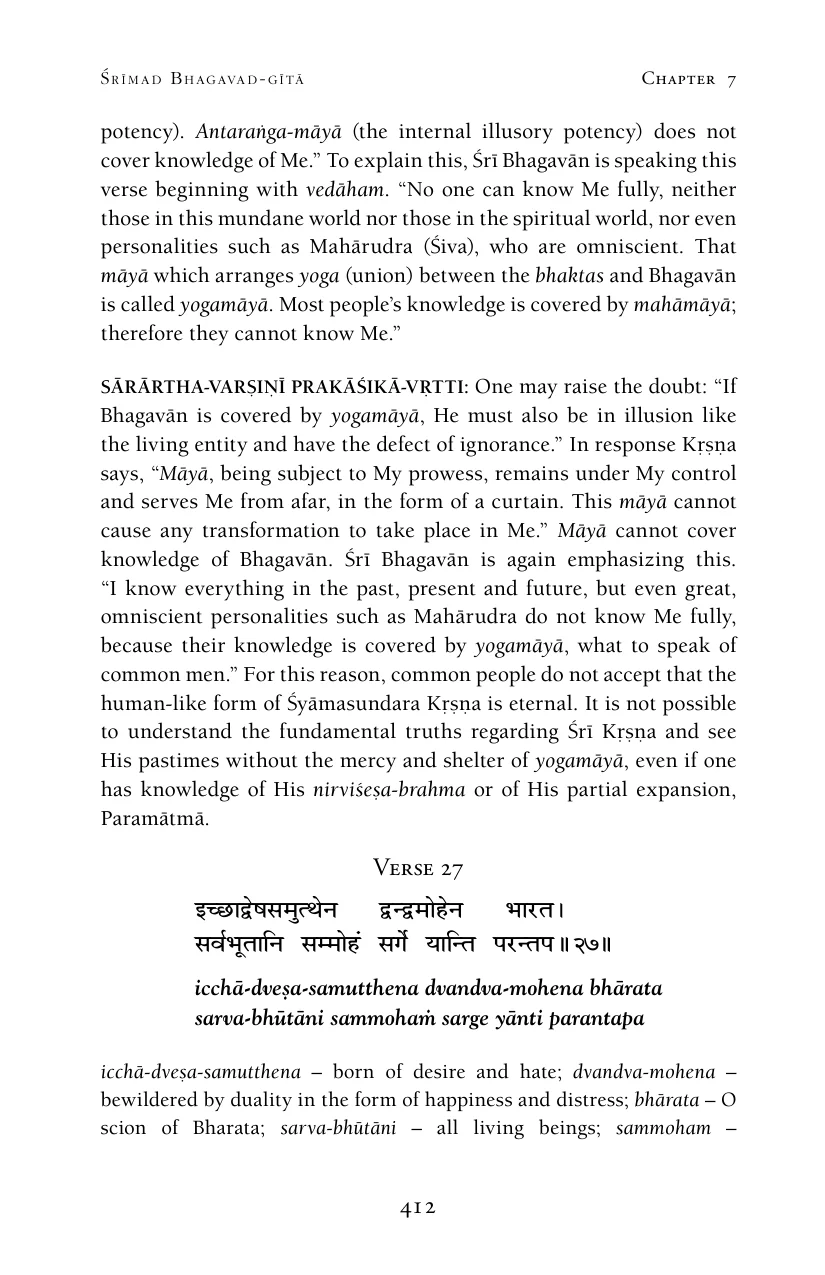 Śrīmad Bhagavad-gītā Chapter 7
potency). Antaraṅga-māyā (the internal illusory potency) does not
cover knowledge of Me.” To explain this, Śrī Bhagavān is speaking this
verse beginning with vedāham. “No one can know Me fully, neither
those in this mundane world nor those in the spiritual world, nor even
personalities such as Mahārudra (Śiva), who are omniscient. That
māyā which arranges yoga (union) between the bhaktas and Bhagavān
is called yogamāyā. Most people’s knowledge is covered by mahāmāyā;
therefore they cannot know Me.”
SĀRĀRTHA-VARṢIṆĪ PRAKĀŚIKĀ-VṚTTI: One may raise the doubt: “If
Bhagavān is covered by yogamāyā, He must also be in illusion like
the living entity and have the defect of ignorance.” In response Kṛṣṇa
says, “Māyā, being subject to My prowess, remains under My control
and serves Me from afar, in the form of a curtain. This māyā cannot
cause any transformation to take place in Me.” Māyā cannot cover
knowledge of Bhagavān. Śrī Bhagavān is again emphasizing this.
“I know everything in the past, present and future, but even great,
omniscient personalities such as Mahārudra do not know Me fully,
because their knowledge is covered by yogamāyā, what to speak of
common men.” For this reason, common people do not accept that the
human-like form of Śyāmasundara Kṛṣṇa is eternal. It is not possible
to understand the fundamental truths regarding Śrī Kṛṣṇa and see
His pastimes without the mercy and shelter of yogamāyā, even if one
has knowledge of His nirviśeṣa-brahma or of His partial expansion,
Paramātmā.
Verse 27
इच्छाद्वेषसमुत्थेन द्वन्द्वमोहेन भारत।
सर्वभूतानि सम्मोहं सर्गे यान्ति परन्तप॥२७॥
icchā-dveṣa-samutthena dvandva-mohena bhārata
sarva-bhūtāni sammohaṁ sarge yānti parantapa
icchā-dveṣa-samutthena – born of desire and hate; dvandva-mohena –
bewildered by duality in the form of happiness and distress; bhārata – O
scion of Bharata; sarva-bhūtāni – all living beings; sammoham –
412